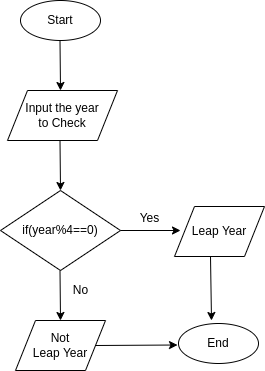 Start
Input the year
to Check
if(year%4==0)
Yes
Leap Year
No
Not
Leap Year
End